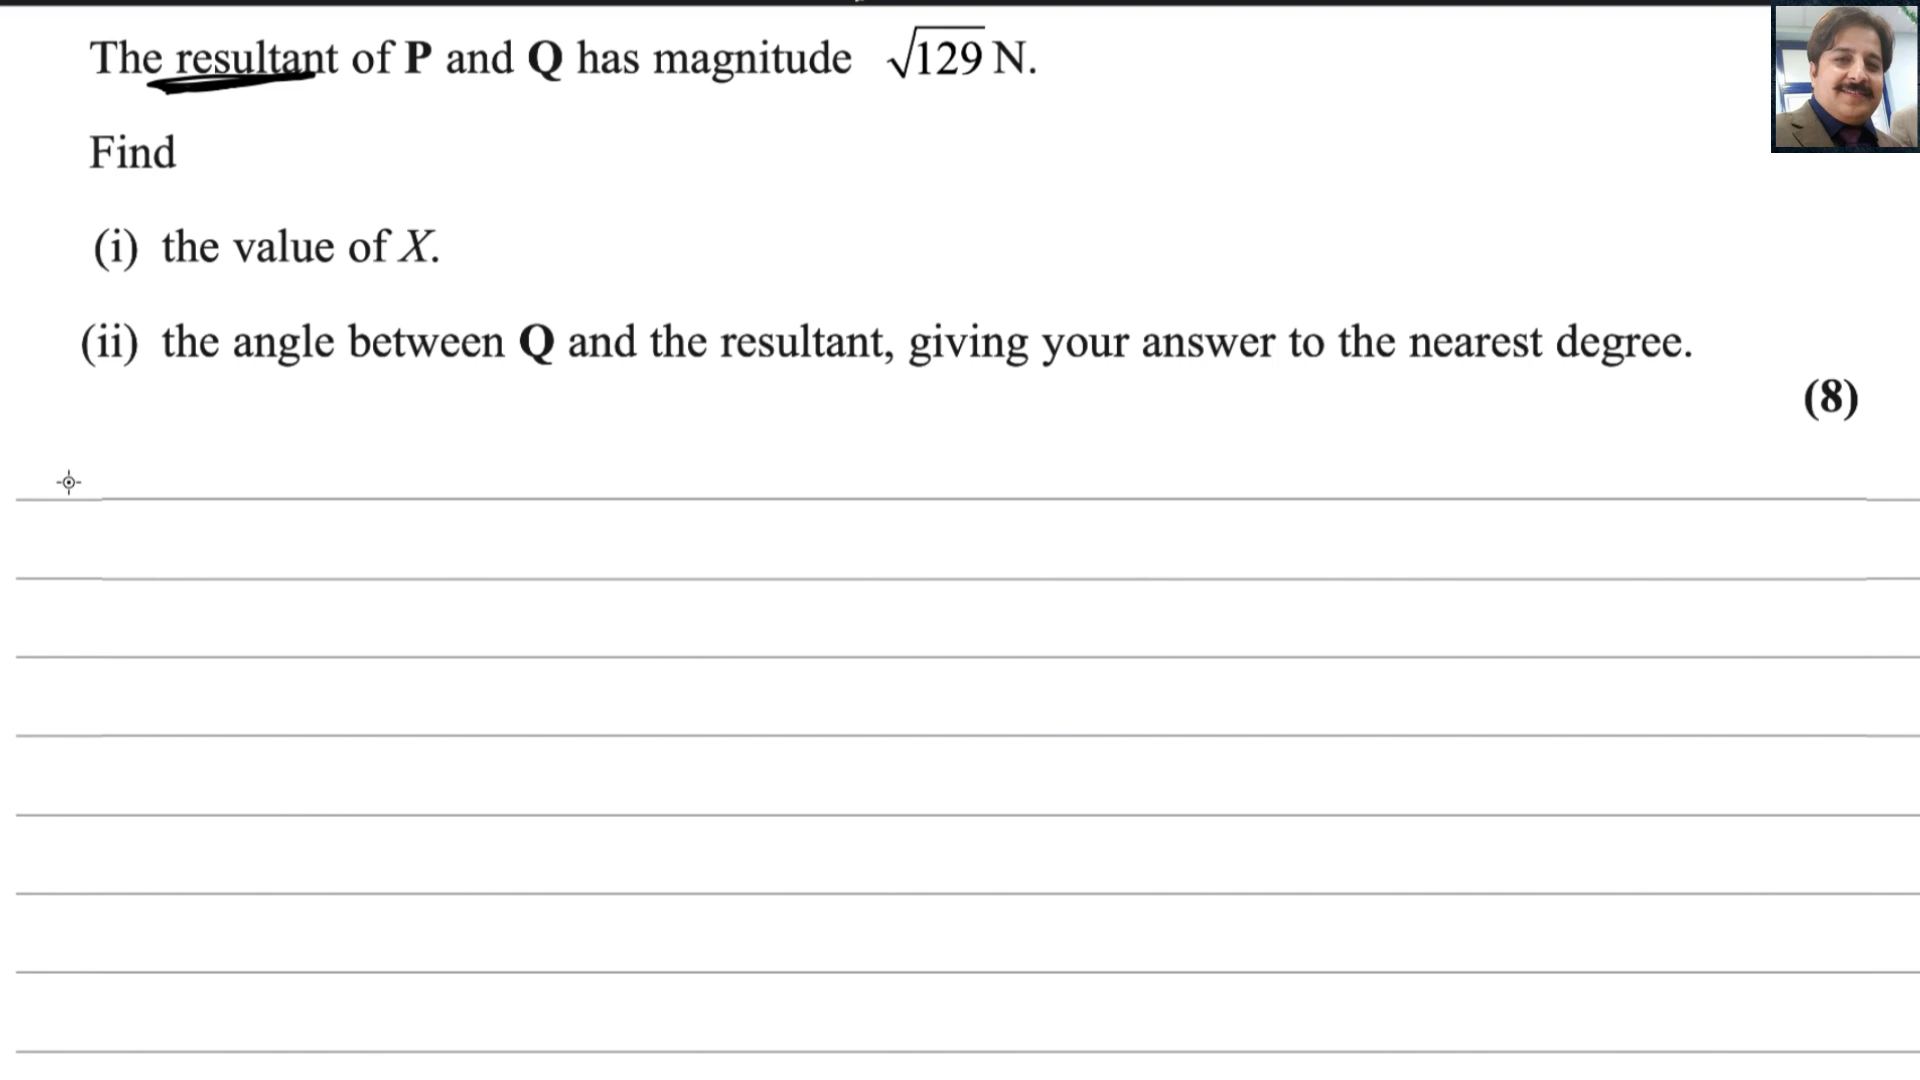 The resultant of P and Q has magnitude √129 N.
Find
(i) the value of X.
(ii) the angle between Q and the resultant, giving your answer to the nearest degree.
(8)